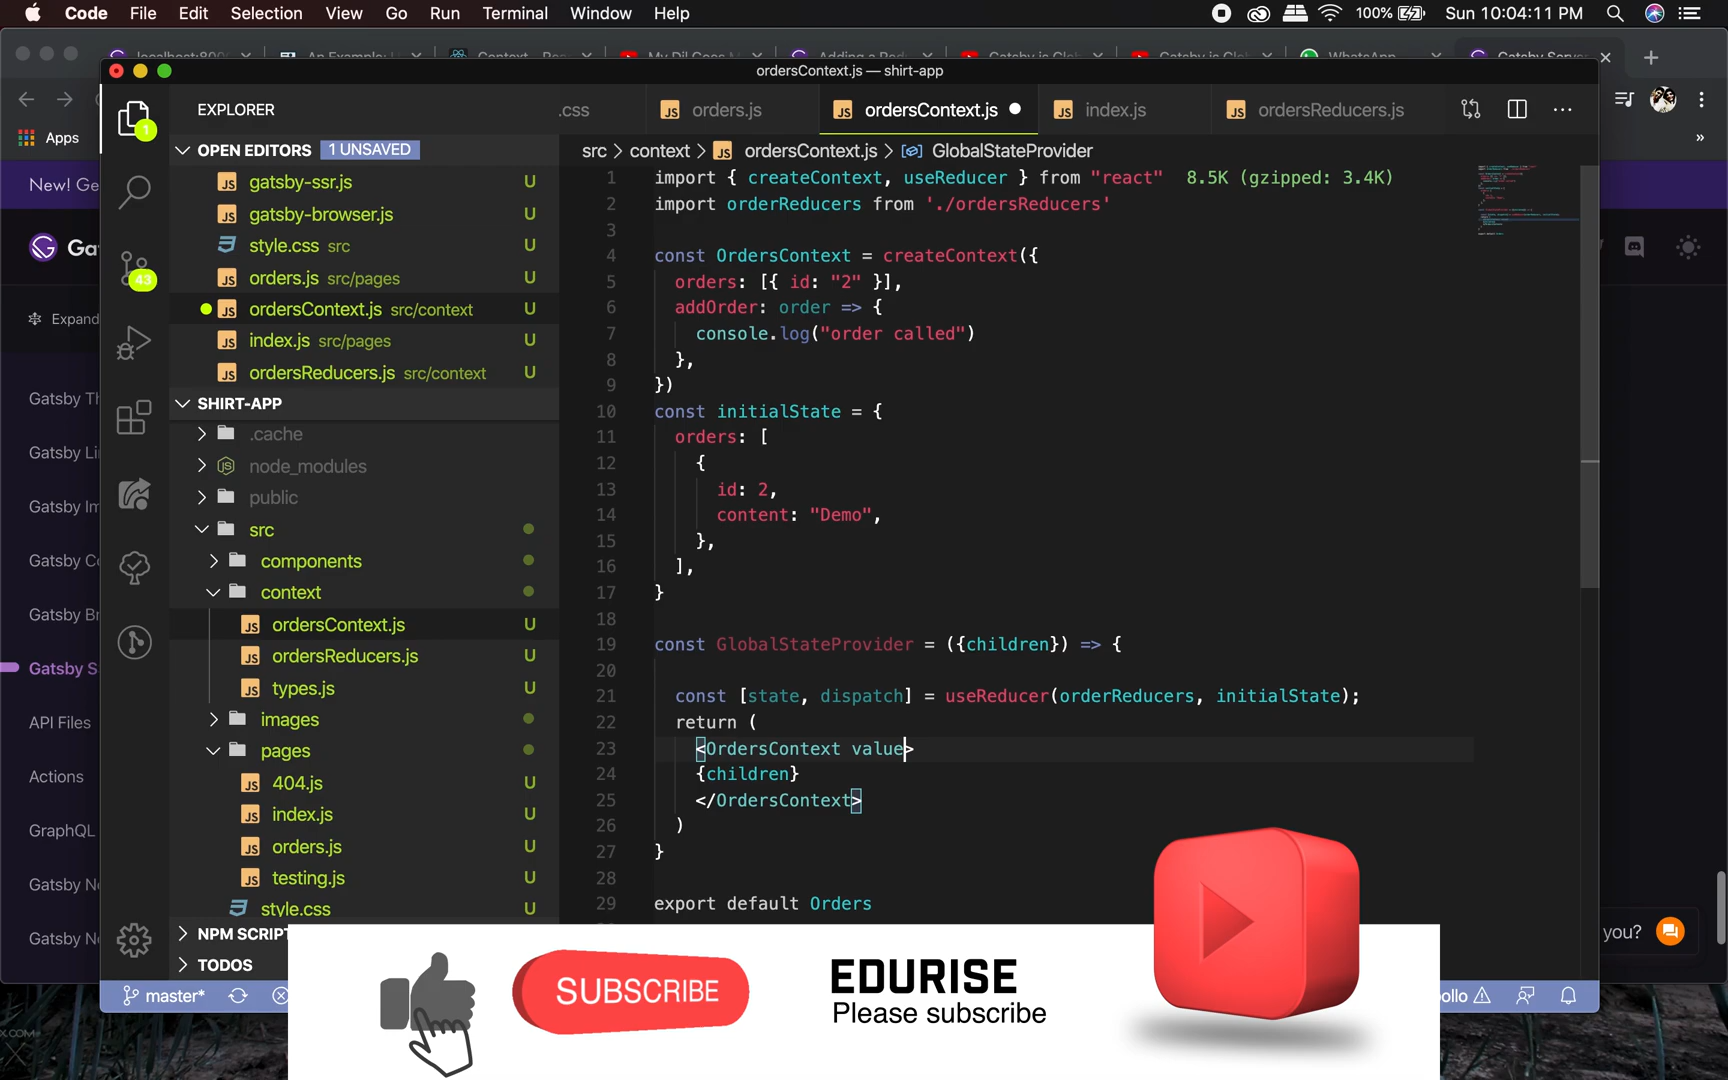 Code File Edit Selection View Go Run Terminal Window Help
100% Sun 10:04:11 PM
ordersContext.js — shirt-app
Apps
EXPLORER
.css orders.js ordersContext.js index.js ordersReducers.js
OPEN EDITORS 1 UNSAVED
src > context > ordersContext.js > GlobalStateProvider
gatsby-ssr.js U
gatsby-browser.js U
style.css src U
orders.js src/pages U
ordersContext.js src/context U
index.js src/pages U
ordersReducers.js src/context U
SHIRT-APP
.cache
node_modules
public
src
components
context
ordersContext.js U
ordersReducers.js U
types.js U
images
pages
404.js U
index.js U
orders.js U
testing.js U
style.css U
NPM SCRIPT
TODOS
1
43
1 import { createContext, useReducer } from "react" 8.5K (gzipped: 3.4K)
2 import orderReducers from './ordersReducers'
3
4 const OrdersContext = createContext({
5 orders: [{ id: "2" }],
6 addOrder: order => {
7 console.log("order called")
8 },
9 })
10 const initialState = {
11 orders: [
12 {
13 id: 2,
14 content: "Demo",
15 },
16 ],
17 }
18
19 const GlobalStateProvider = ({children}) => {
20
21 const [state, dispatch] = useReducer(orderReducers, initialState);
22 return (
23 <OrdersContext value>
24 {children}
25 </OrdersContext>
26 )
27 }
28
29 export default Orders
master*
New! Ge
Ga
Expand
Gatsby Th
Gatsby Lin
Gatsby Im
Gatsby Co
Gatsby Br
Gatsby S
API Files
Actions
GraphQL
Gatsby N
Gatsby N
you?
SUBSCRIBE
EDURISE
Please subscribe